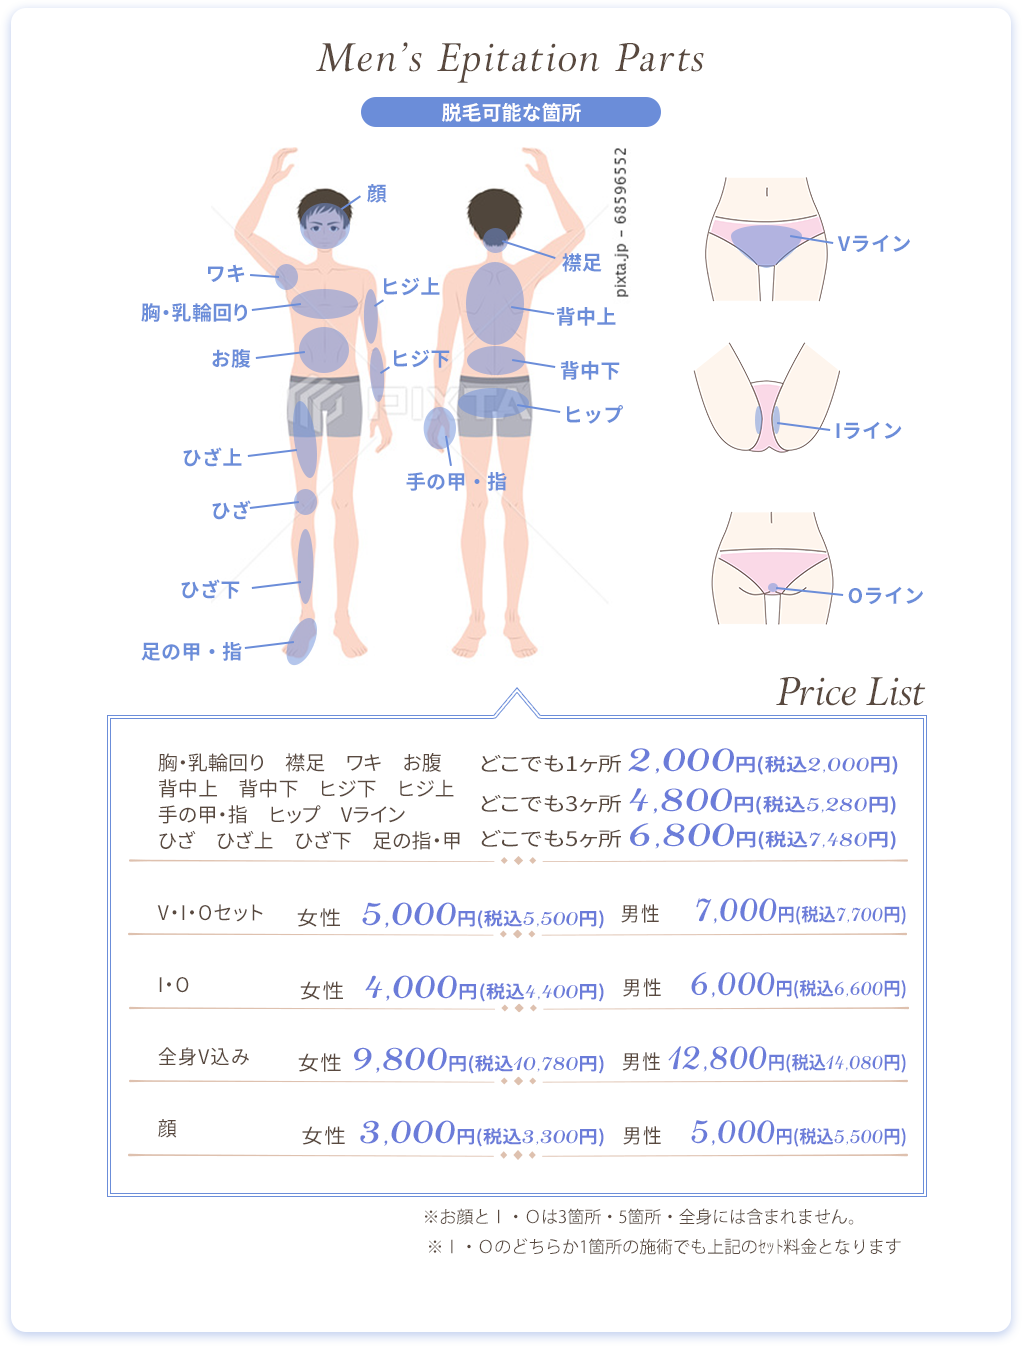 Men's Epitation Parts
脱毛可能な箇所
pixta.jp - 68596552
PIXTA
顔
ワキ
胸・乳輪回り
お腹
ヒジ上
ヒジ下
ひざ上
ひざ
ひざ下
足の甲・指
襟足
背中上
背中下
ヒップ
手の甲・指
Vライン
Iライン
Oライン
Price List
胸・乳輪回り 襟足 ワキ お腹
背中上 背中下 ヒジ下 ヒジ上
手の甲・指 ヒップ Vライン
ひざ ひざ上 ひざ下 足の指・甲
どこでも1ヶ所 2,000円(税込2,000円)
どこでも3ヶ所 4,800円(税込5,280円)
どこでも5ヶ所 6,800円(税込7,480円)
V・I・Oセット 女性 5,000円(税込5,500円) 男性 7,000円(税込7,700円)
I・O 女性 4,000円(税込4,400円) 男性 6,000円(税込6,600円)
全身V込み 女性 9,800円(税込10,780円) 男性 12,800円(税込14,080円)
顔 女性 3,000円(税込3,300円) 男性 5,000円(税込5,500円)
※お顔とI・Oは3箇所・5箇所・全身には含まれません。
※I・Oのどちらか1箇所の施術でも上記のｾｯﾄ料金となります